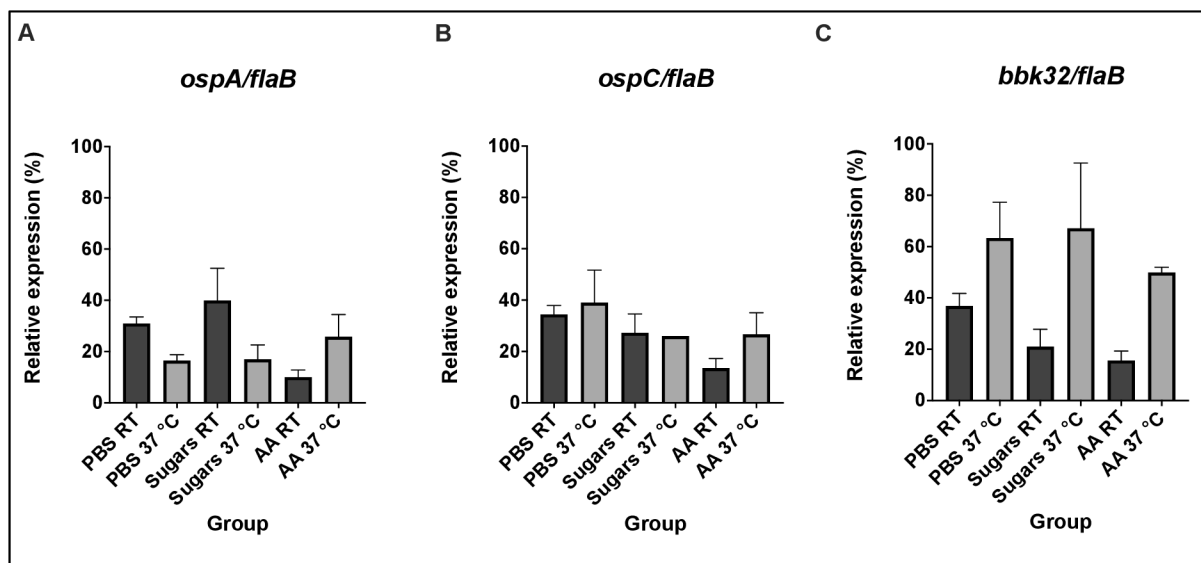 A
ospA/flaB
Relative expression (%)
100
80
60
40
20
0
PBS RT
PBS 37 °C
Sugars RT
Sugars 37 °C
AA RT
AA 37 °C
Group
B
ospC/flaB
Relative expression (%)
100
80
60
40
20
0
PBS RT
PBS 37 °C
Sugars RT
Sugars 37 °C
AA RT
AA 37 °C
Group
C
bbk32/flaB
Relative expression (%)
100
80
60
40
20
0
PBS RT
PBS 37 °C
Sugars RT
Sugars 37 °C
AA RT
AA 37 °C
Group